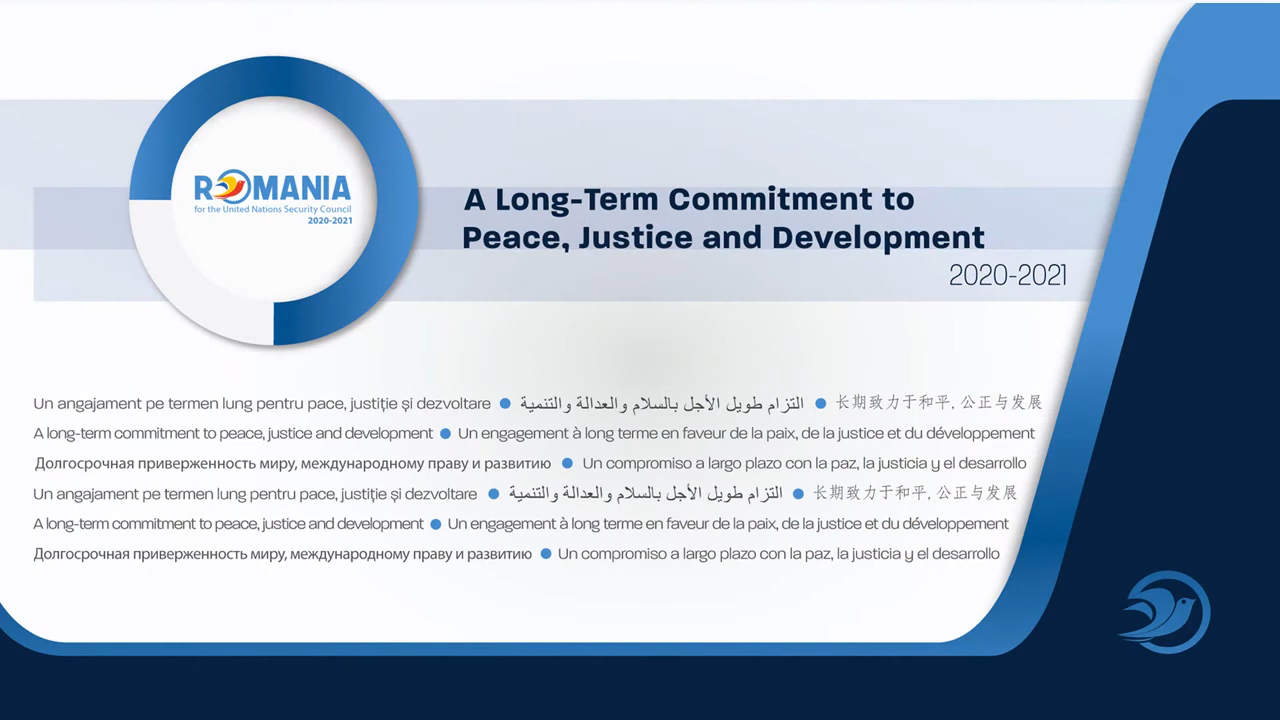 ROMANIA
for the United Nations Security Council
2020-2021
A Long-Term Commitment to
Peace, Justice and Development
2020-2021
Un angajament pe termen lung pentru pace, justiție și dezvoltare ● التزام طويل الأجل بالسلام والعدالة والتنمية ● 长期致力于和平, 公正与发展
A long-term commitment to peace, justice and development ● Un engagement à long terme en faveur de la paix, de la justice et du développement
Долгосрочная приверженность миру, международному праву и развитию ● Un compromiso a largo plazo con la paz, la justicia y el desarrollo
Un angajament pe termen lung pentru pace, justiție și dezvoltare ● التزام طويل الأجل بالسلام والعدالة والتنمية ● 长期致力于和平, 公正与发展
A long-term commitment to peace, justice and development ● Un engagement à long terme en faveur de la paix, de la justice et du développement
Долгосрочная приверженность миру, международному праву и развитию ● Un compromiso a largo plazo con la paz, la justicia y el desarrollo